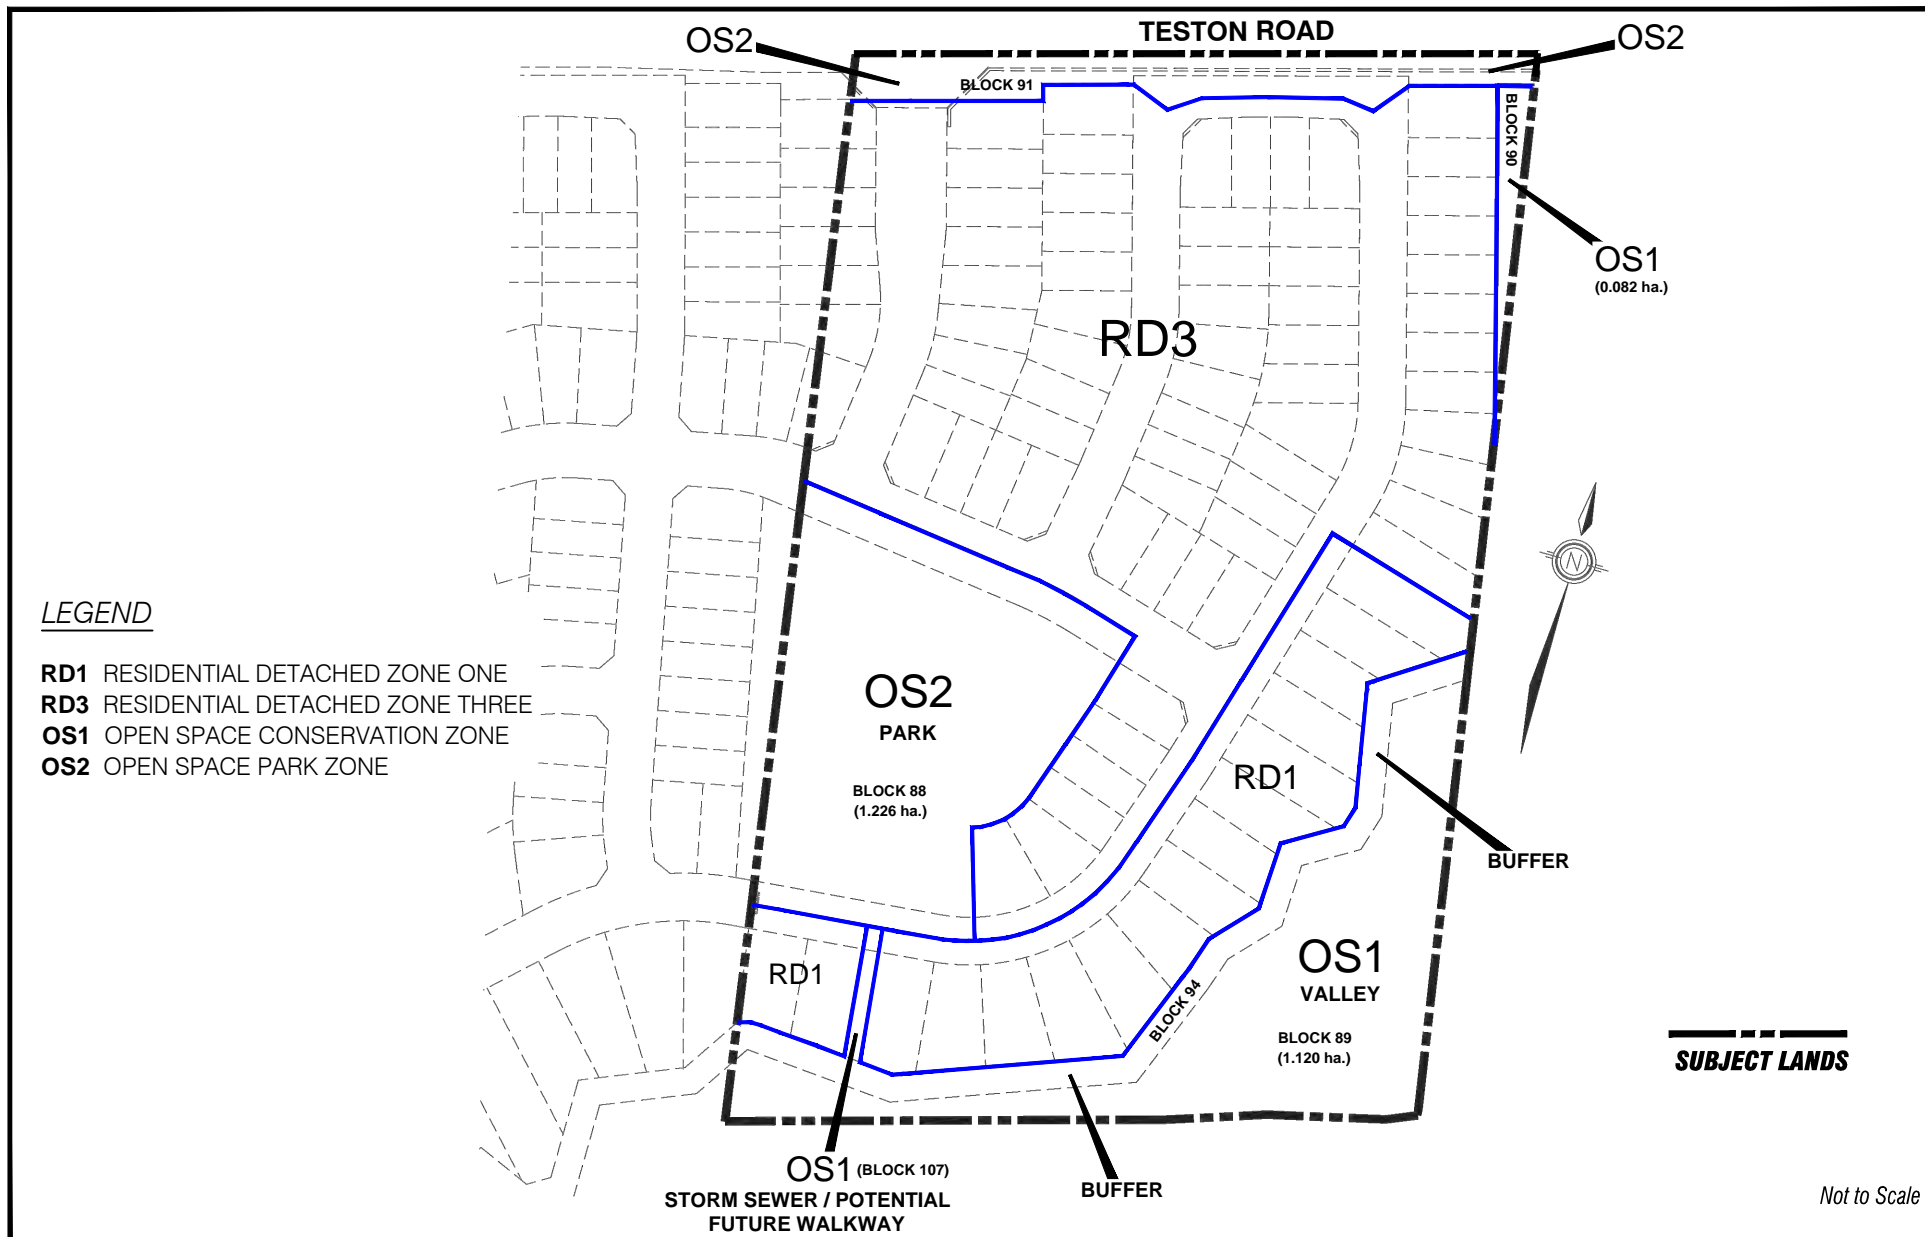 TESTON ROAD
OS2
OS2
BLOCK 91
BLOCK 90
OS1
(0.082 ha.)
RD3
N
LEGEND
RD1 RESIDENTIAL DETACHED ZONE ONE
RD3 RESIDENTIAL DETACHED ZONE THREE
OS1 OPEN SPACE CONSERVATION ZONE
OS2 OPEN SPACE PARK ZONE
OS2
PARK
BLOCK 88
(1.226 ha.)
RD1
BUFFER
RD1
OS1
VALLEY
BLOCK 94
BLOCK 89
(1.120 ha.)
SUBJECT LANDS
OS1 (BLOCK 107)
STORM SEWER / POTENTIAL
FUTURE WALKWAY
BUFFER
Not to Scale